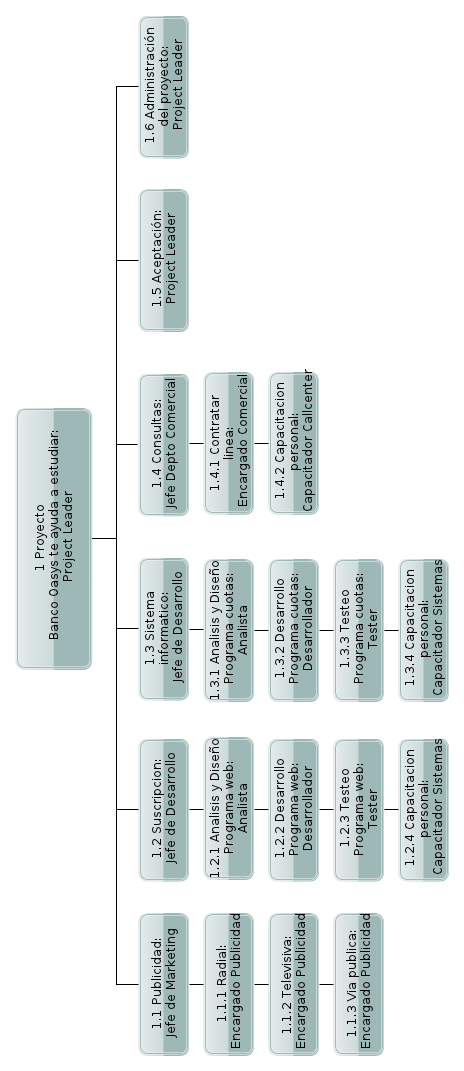 1 Proyecto
Banco Oasys te ayuda a estudiar:
Project Leader
1.1 Publicidad:
Jefe de Marketing
1.1.1 Radial:
Encargado Publicidad
1.1.2 Televisiva:
Encargado Publicidad
1.1.3 Via publica:
Encargado Publicidad
1.2 Suscripcion:
Jefe de Desarrollo
1.2.1 Analisis y Diseño
Programa web:
Analista
1.2.2 Desarrollo
Programa web:
Desarrollador
1.2.3 Testeo
Programa web:
Tester
1.2.4 Capacitacion
personal:
Capacitador Sistemas
1.3 Sistema
informatico:
Jefe de Desarrollo
1.3.1 Analisis y Diseño
Programa cuotas:
Analista
1.3.2 Desarrollo
Programa cuotas:
Desarrollador
1.3.3 Testeo
Programa cuotas:
Tester
1.3.4 Capacitacion
personal:
Capacitador Sistemas
1.4 Consultas:
Jefe Depto Comercial
1.4.1 Contratar
linea:
Encargado Comercial
1.4.2 Capacitacion
personal:
Capacitador Callcenter
1.5 Aceptación:
Project Leader
1.6 Administración
del proyecto:
Project Leader